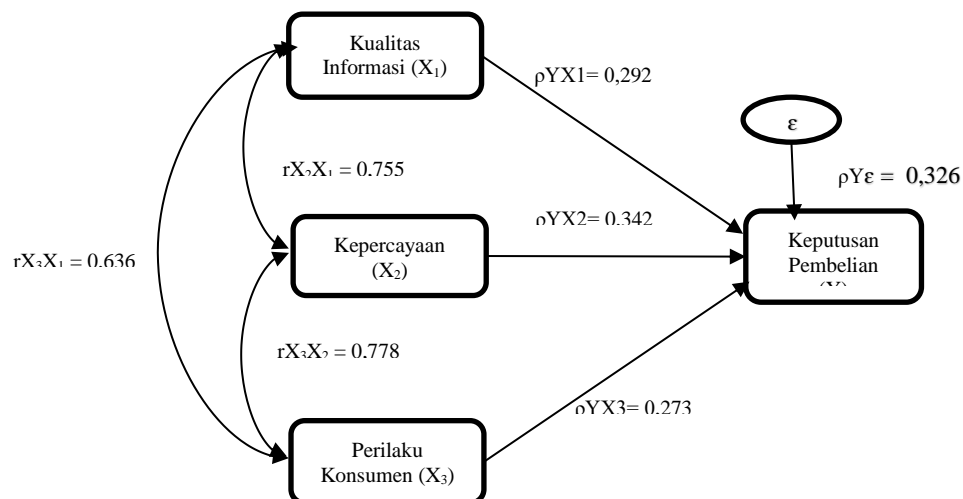 Kualitas
Informasi (X₁)
ρYX1= 0,292
ε
rX₂X₁ = 0.755
ρYε = 0,326
ρYX2= 0.342
Kepercayaan
(X₂)
Keputusan
Pembelian
(Y)
rX₃X₁ = 0.636
rX₃X₂ = 0.778
ρYX3= 0.273
Perilaku
Konsumen (X₃)